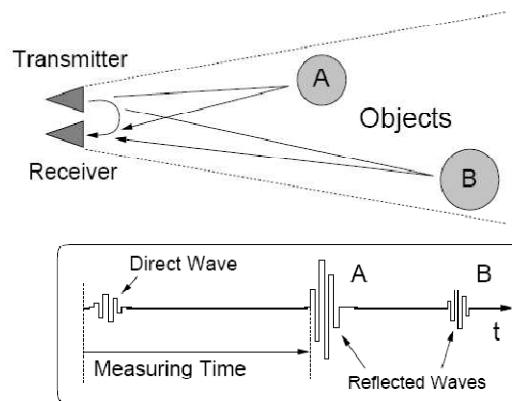 Transmitter
A
Objects
Receiver
B
Direct Wave
A
B
t
Measuring Time
Reflected Waves